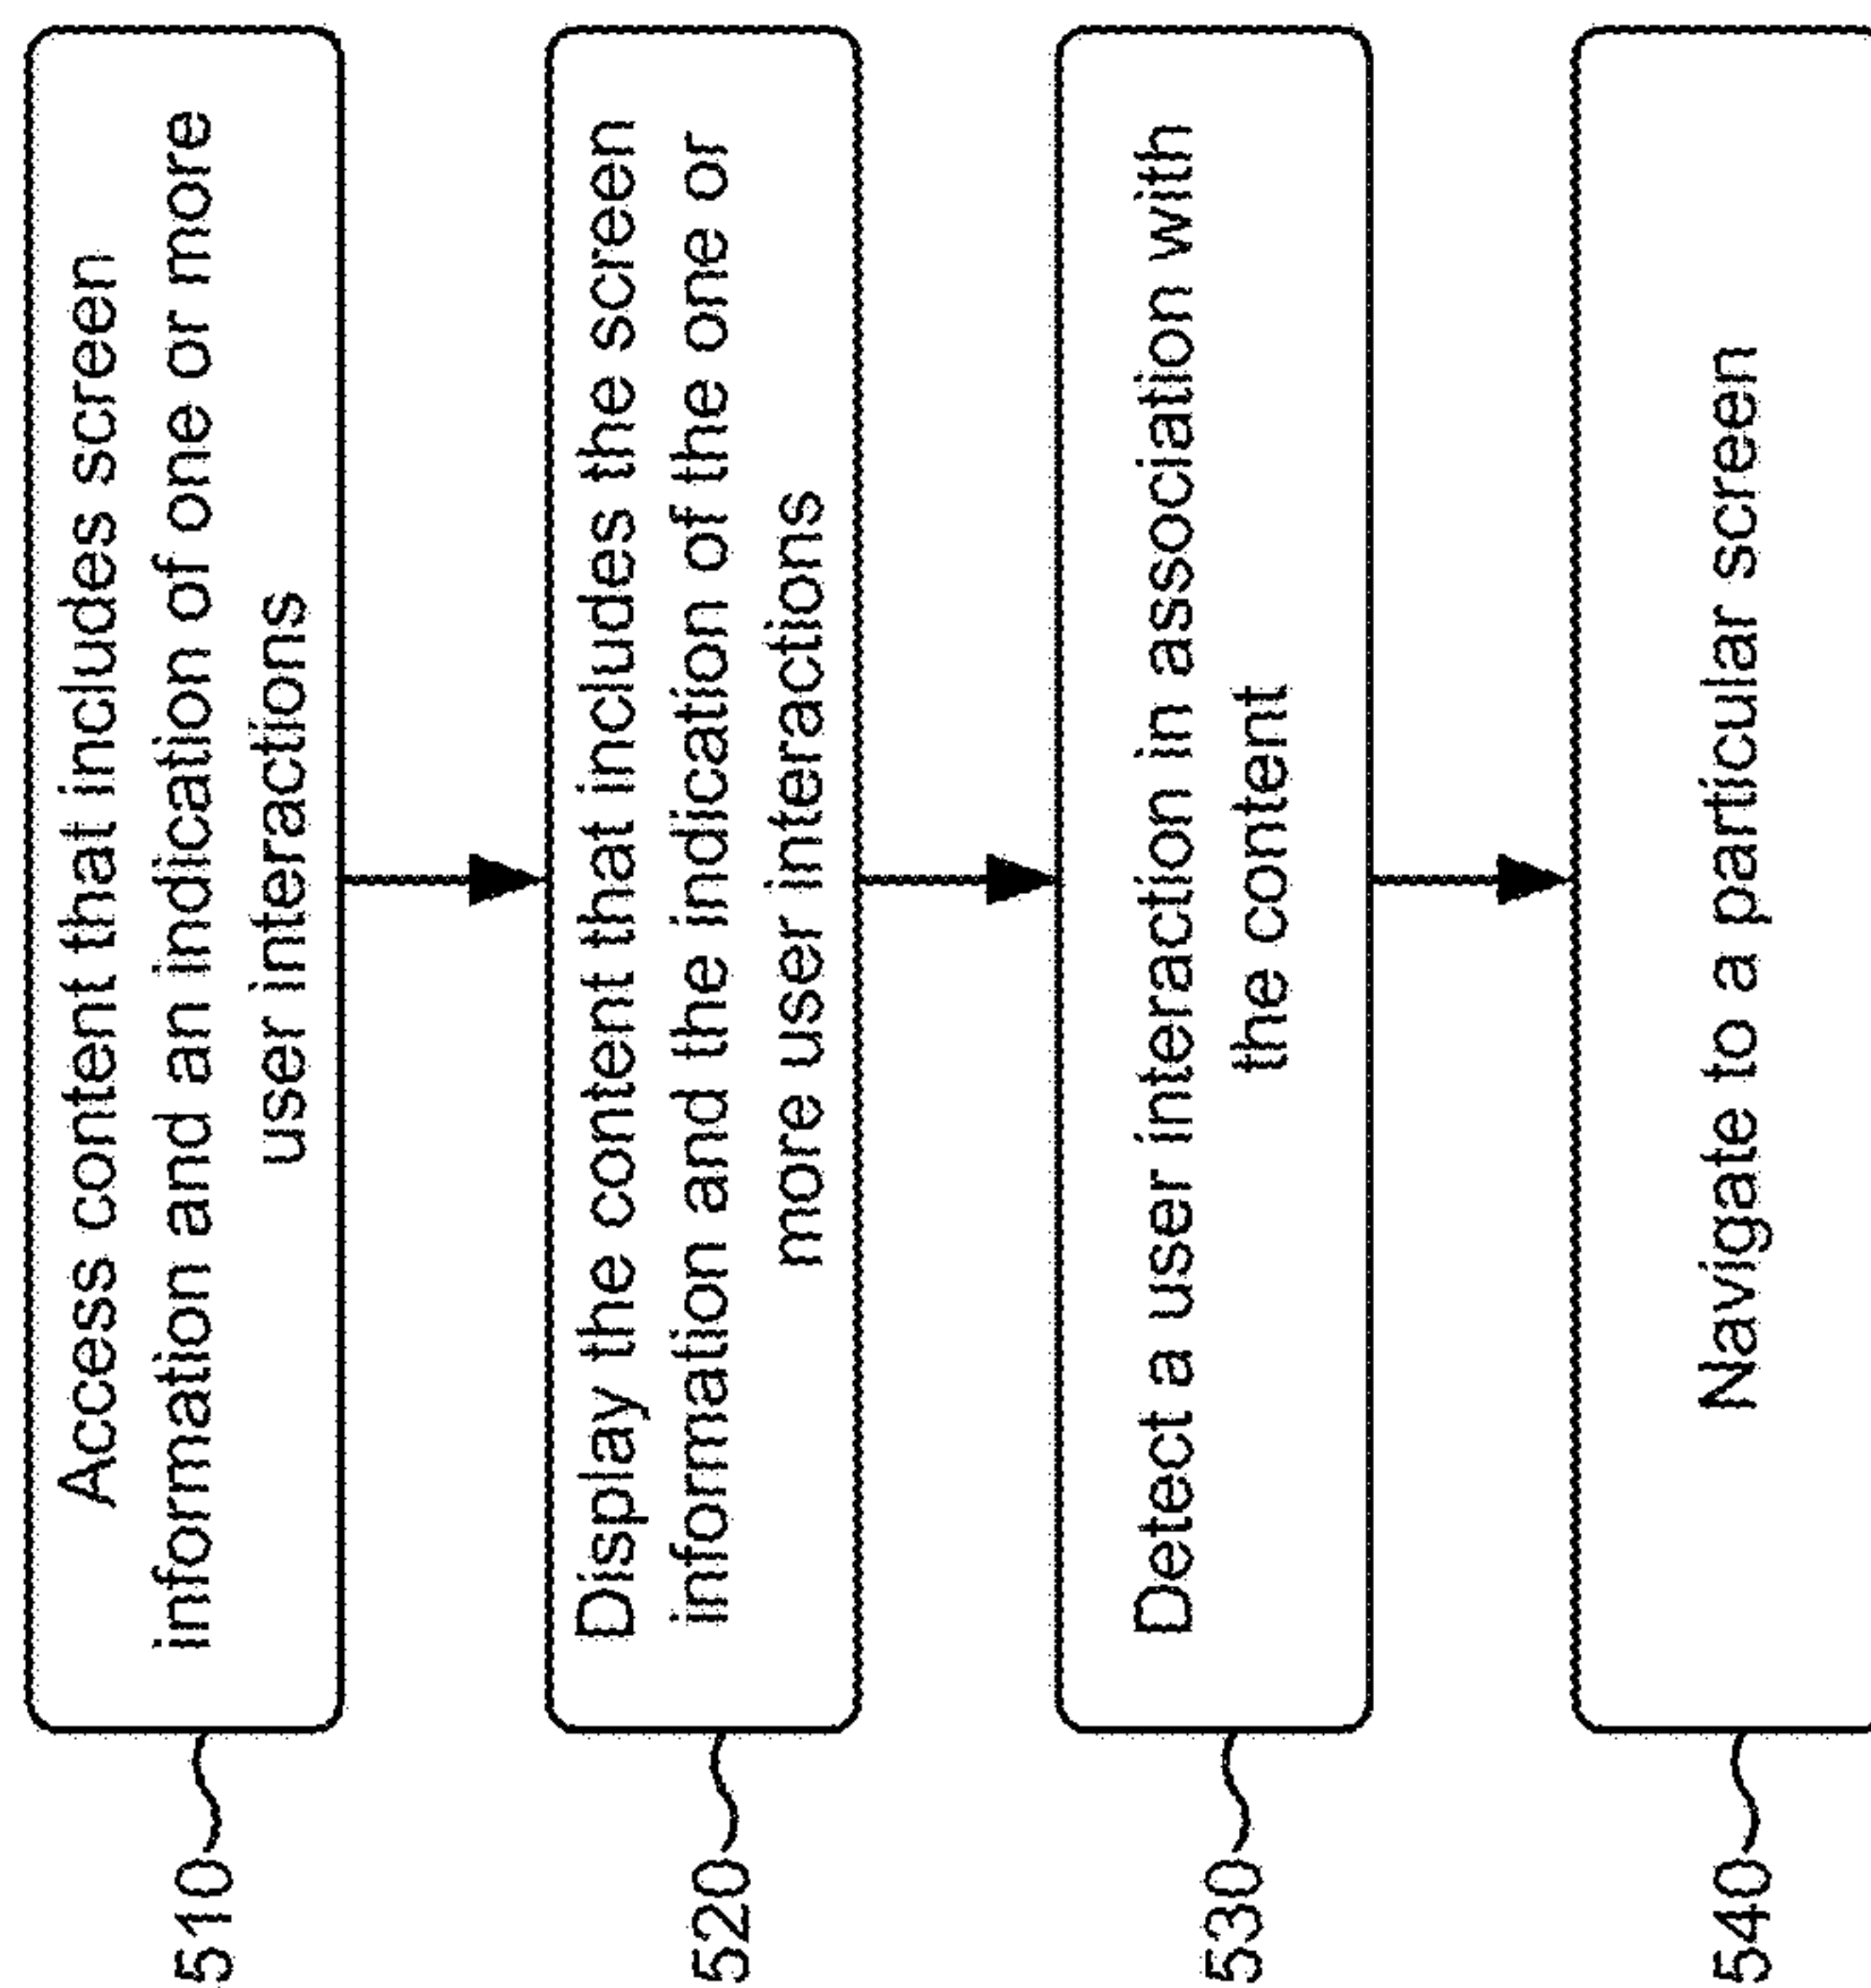 510
Access content that includes screen
information and an indication of one or more
user interactions
520
Display the content that includes the screen
information and the indication of the one or
more user interactions
530
Detect a user interaction in association with
the content
540
Navigate to a particular screen